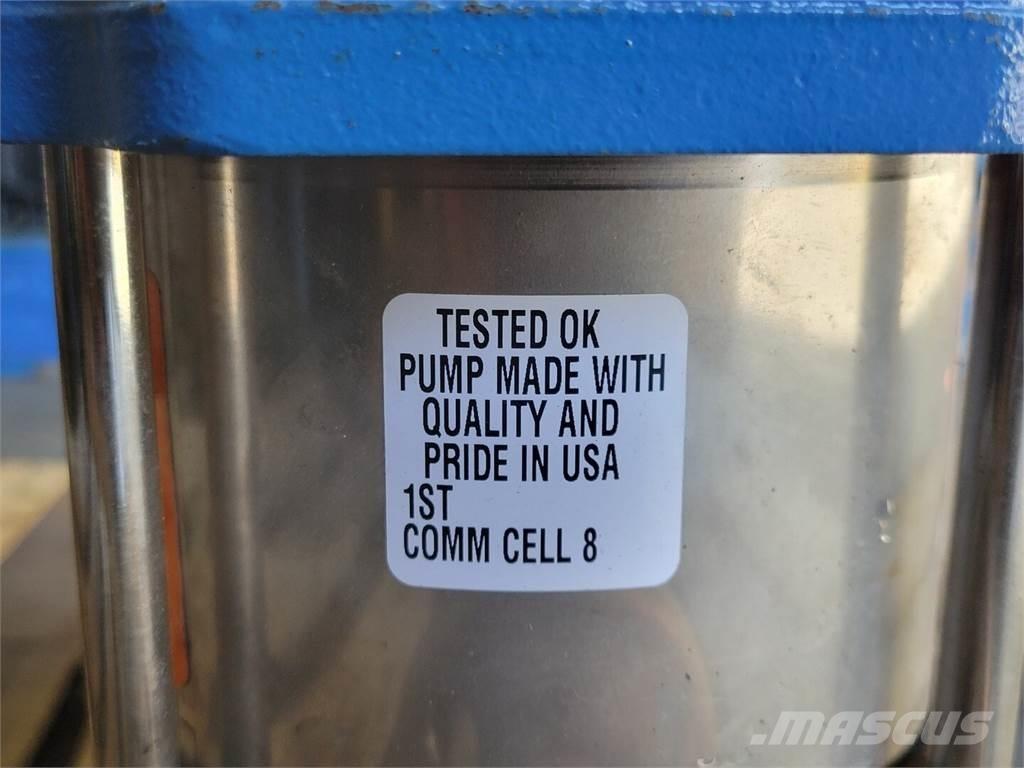 TESTED OK
PUMP MADE WITH
QUALITY AND
PRIDE IN USA
1ST
COMM CELL 8
MASCUS